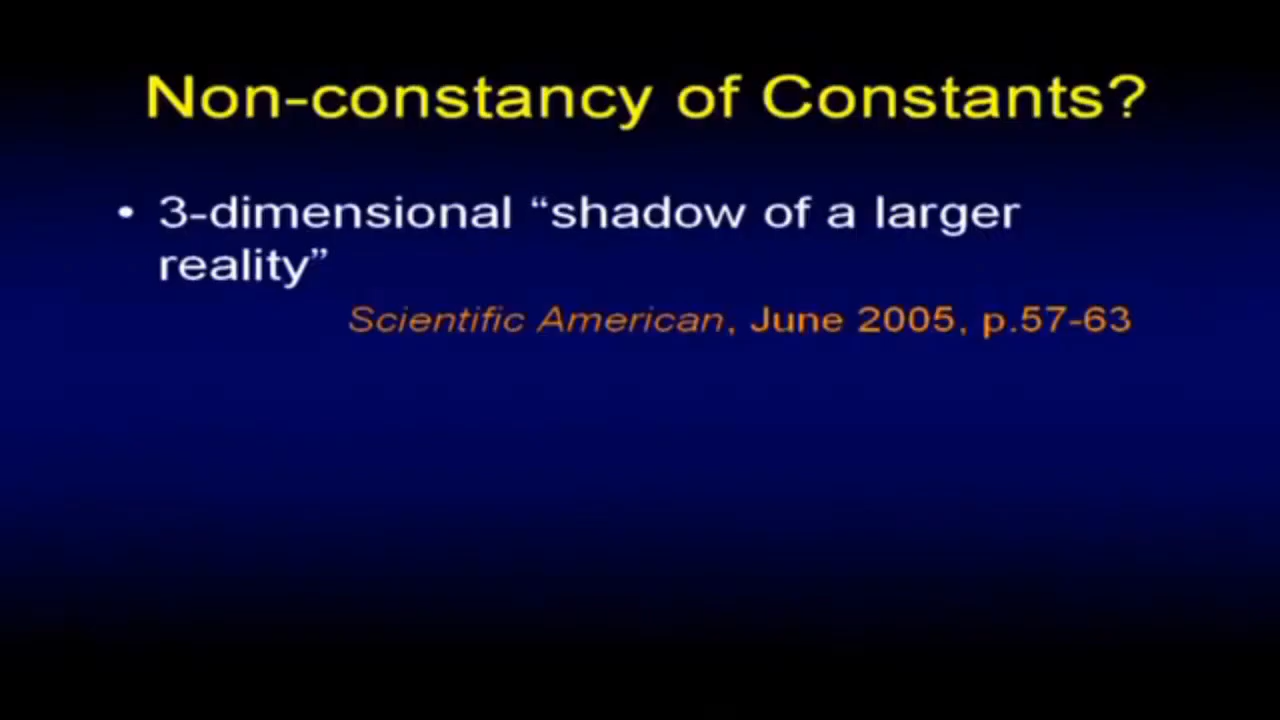 Non-constancy of Constants?
• 3-dimensional “shadow of a larger
reality”
Scientific American, June 2005, p.57-63